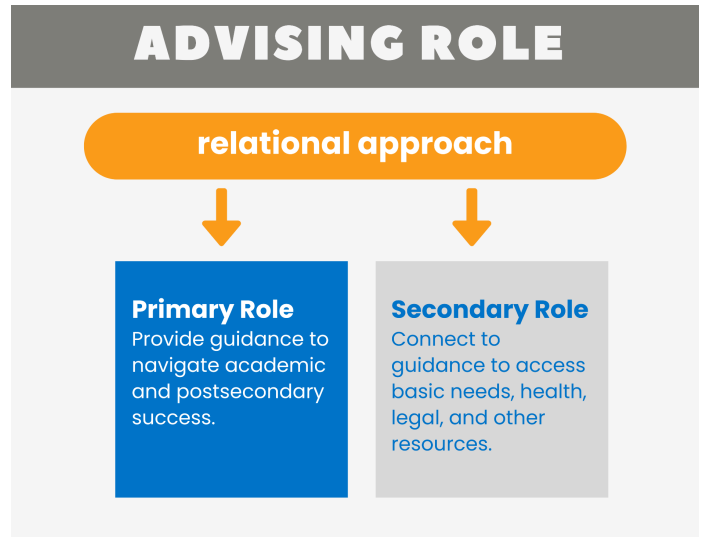 ADVISING ROLE
relational approach
Primary Role
Provide guidance to
navigate academic
and postsecondary
success.
Secondary Role
Connect to
guidance to access
basic needs, health,
legal, and other
resources.